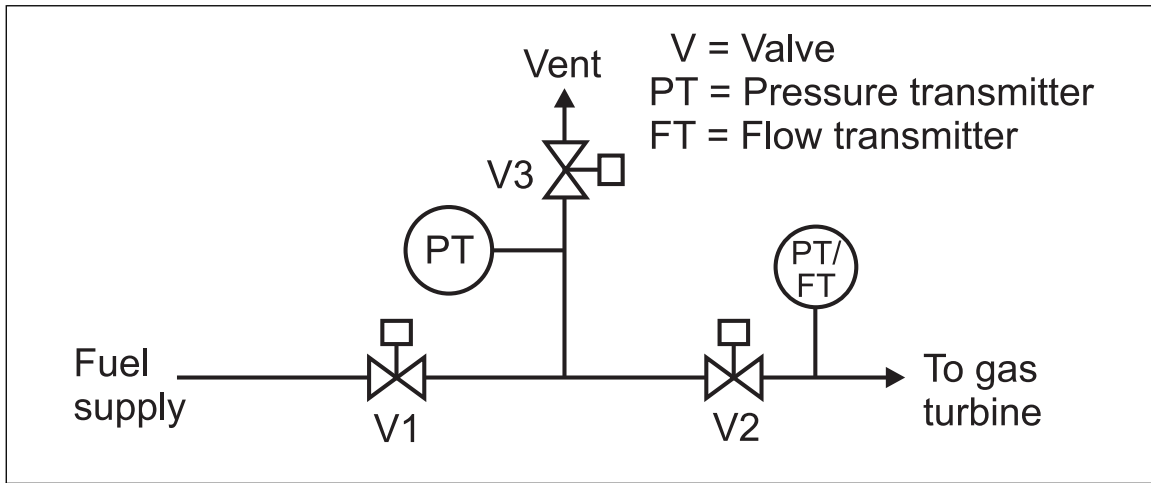 Vent
V = Valve
PT = Pressure transmitter
FT = Flow transmitter
V3
PT
PT/
FT
Fuel
supply
V1
V2
To gas
turbine